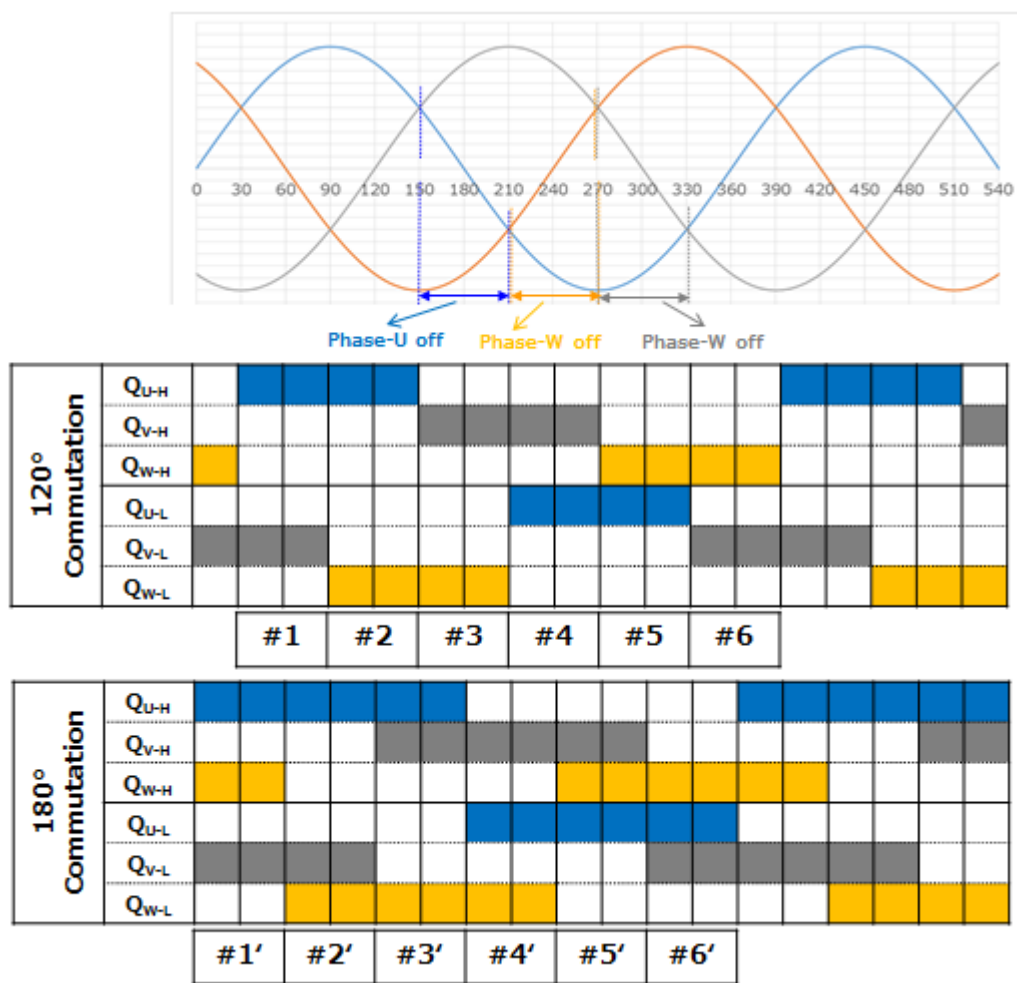 0 30 60 90 120 150 180 210 240 270 300 330 360 390 420 450 480 510 540
Phase-U off Phase-W off Phase-W off
120° Commutation
QU-H
QV-H
QW-H
QU-L
QV-L
QW-L
#1 #2 #3 #4 #5 #6
180° Commutation
QU-H
QV-H
QW-H
QU-L
QV-L
QW-L
#1‘ #2‘ #3‘ #4‘ #5‘ #6‘